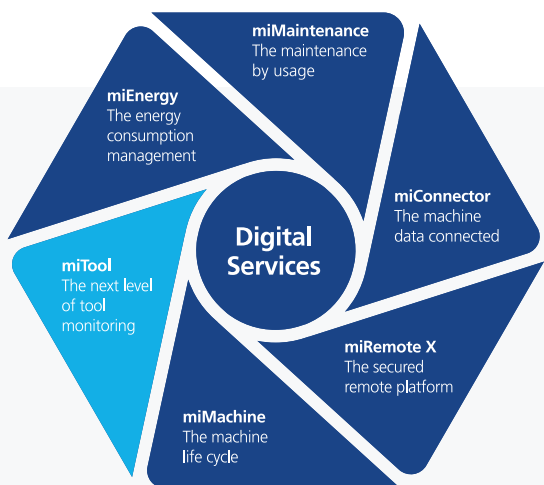 miMaintenance
The maintenance
by usage
miEnergy
The energy
consumption
management
miConnector
The machine
data connected
Digital
Services
miTool
The next level
of tool
monitoring
miRemote X
The secured
remote platform
miMachine
The machine
life cycle